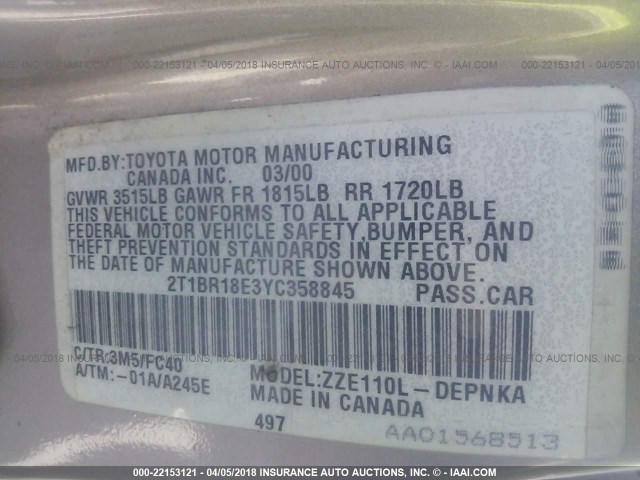 000-22153121 - 04/05/2018 INSURANCE AUTO AUCTIONS, INC. © - IAAI.COM
MFD.BY:TOYOTA MOTOR MANUFACTURING
CANADA INC. 03/00
GVWR 3515LB GAWR FR 1815LB RR 1720LB
THIS VEHICLE CONFORMS TO ALL APPLICABLE
FEDERAL MOTOR VEHICLE SAFETY,BUMPER, AND
THEFT PREVENTION STANDARDS IN EFFECT ON
THE DATE OF MANUFACTURE SHOWN ABOVE.
2T1BR18E3YC358845 PASS.CAR
C/TR:3M5/FC40
A/TM:-01A/A245E
MODEL:ZZE110L-DEPNKA
MADE IN CANADA
497
AA01568513
000-22153121 - 04/05/2018 INSURANCE AUTO AUCTIONS, INC. © - IAAI.COM